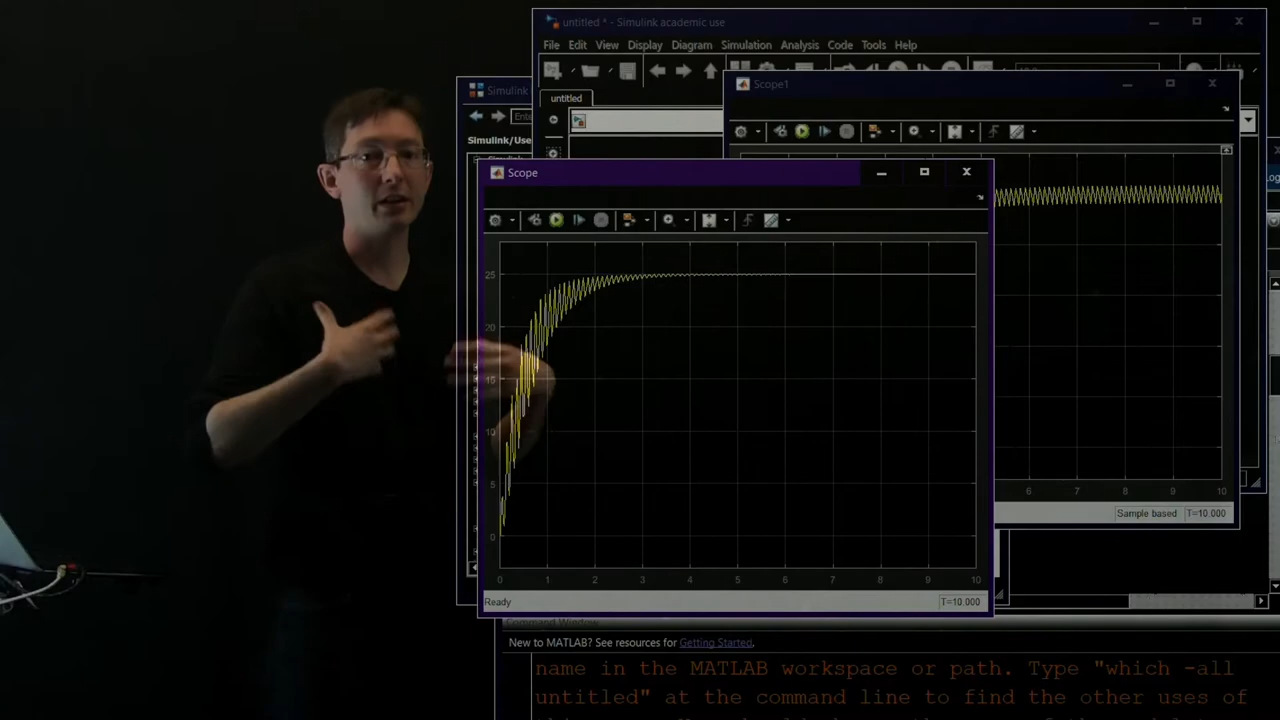 untitled * - Simulink academic use
File Edit View Display Diagram Simulation Analysis Code Tools Help
Simulink
untitled
Scope1
Simulink/Use
Scope
25
20
15
10
5
0
0 1 2 3 4 5 6 7 8 9 10
6 7 8 9 10
Sample based T=10.000
Ready T=10.000
Command Window
New to MATLAB? See resources for Getting Started.
name in the MATLAB workspace or path. Type "which -all
untitled" at the command line to find the other uses of